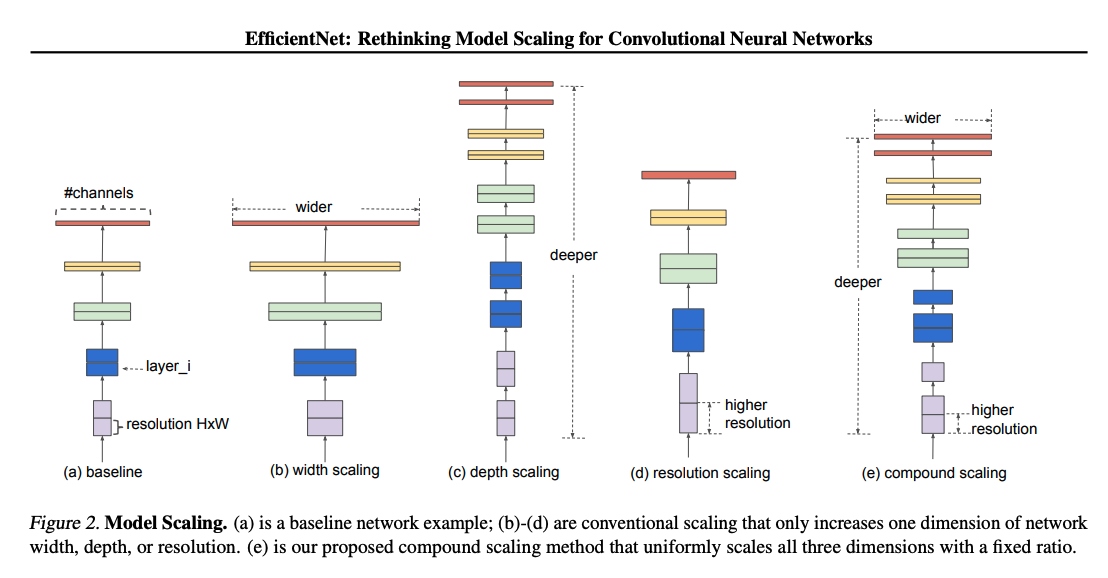 EfficientNet: Rethinking Model Scaling for Convolutional Neural Networks
#channels
layer_i
resolution HxW
(a) baseline
wider
(b) width scaling
deeper
(c) depth scaling
higher
resolution
(d) resolution scaling
wider
deeper
higher
resolution
(e) compound scaling
Figure 2. Model Scaling. (a) is a baseline network example; (b)-(d) are conventional scaling that only increases one dimension of network
width, depth, or resolution. (e) is our proposed compound scaling method that uniformly scales all three dimensions with a fixed ratio.